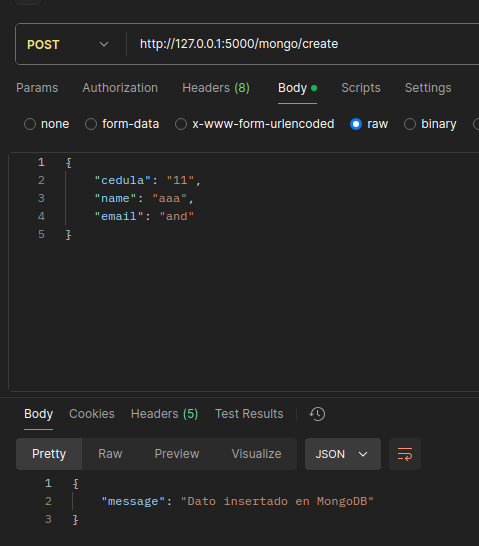 POST http://127.0.0.1:5000/mongo/create
Params Authorization Headers (8) Body Scripts Settings
none form-data x-www-form-urlencoded raw binary
1 {
2 "cedula": "11",
3 "name": "aaa",
4 "email": "and"
5 }
Body Cookies Headers (5) Test Results
Pretty Raw Preview Visualize JSON
1 {
2 "message": "Dato insertado en MongoDB"
3 }